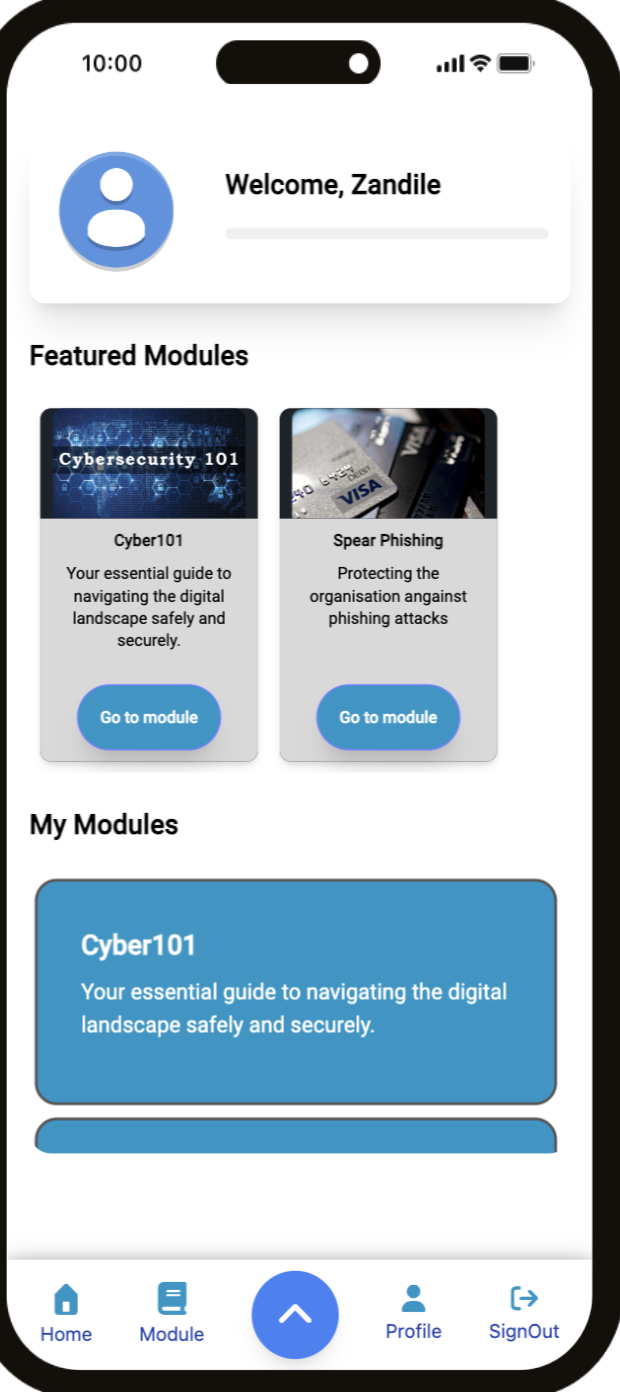 10:00
Welcome, Zandile
Featured Modules
Cybersecurity 101
Cyber101
Your essential guide to
navigating the digital
landscape safely and
securely.
Go to module
VISA
VISA
DEBIT
Spear Phishing
Protecting the
organisation angainst
phishing attacks
Go to module
My Modules
Cyber101
Your essential guide to navigating the digital
landscape safely and securely.
Home
Module
Profile
SignOut